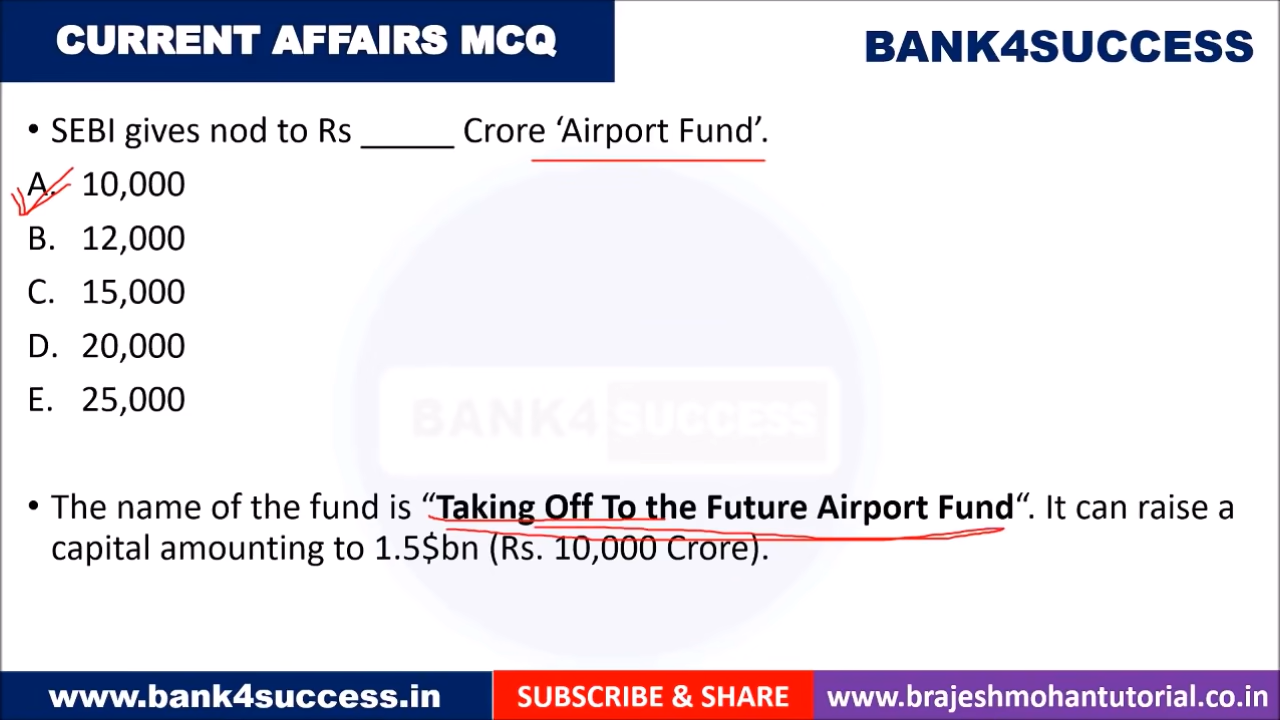 CURRENT AFFAIRS MCQ
BANK4SUCCESS
• SEBI gives nod to Rs _____ Crore ‘Airport Fund’.
A. 10,000
B. 12,000
C. 15,000
D. 20,000
E. 25,000
BANK4 SUCCESS
• The name of the fund is “Taking Off To the Future Airport Fund“. It can raise a
capital amounting to 1.5$bn (Rs. 10,000 Crore).
www.bank4success.in
SUBSCRIBE & SHARE
www.brajeshmohantutorial.co.in